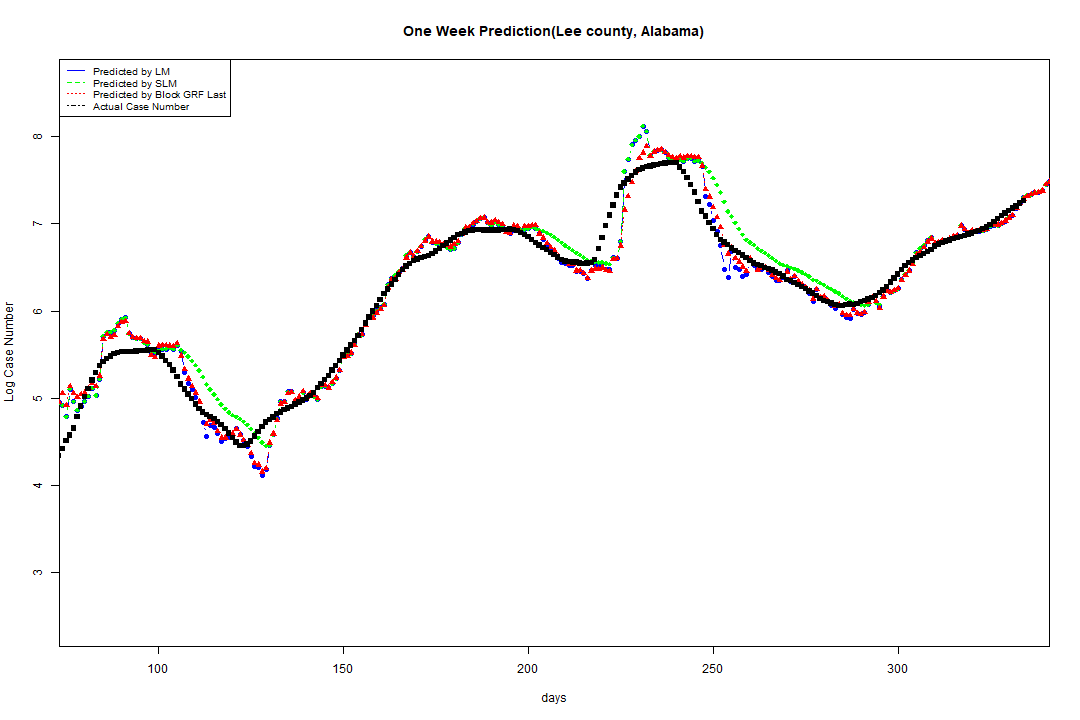 One Week Prediction(Lee county, Alabama)
Predicted by LM
Predicted by SLM
Predicted by Block GRF Last
Actual Case Number
8
7
6
5
4
3
Log Case Number
100 150 200 250 300
days